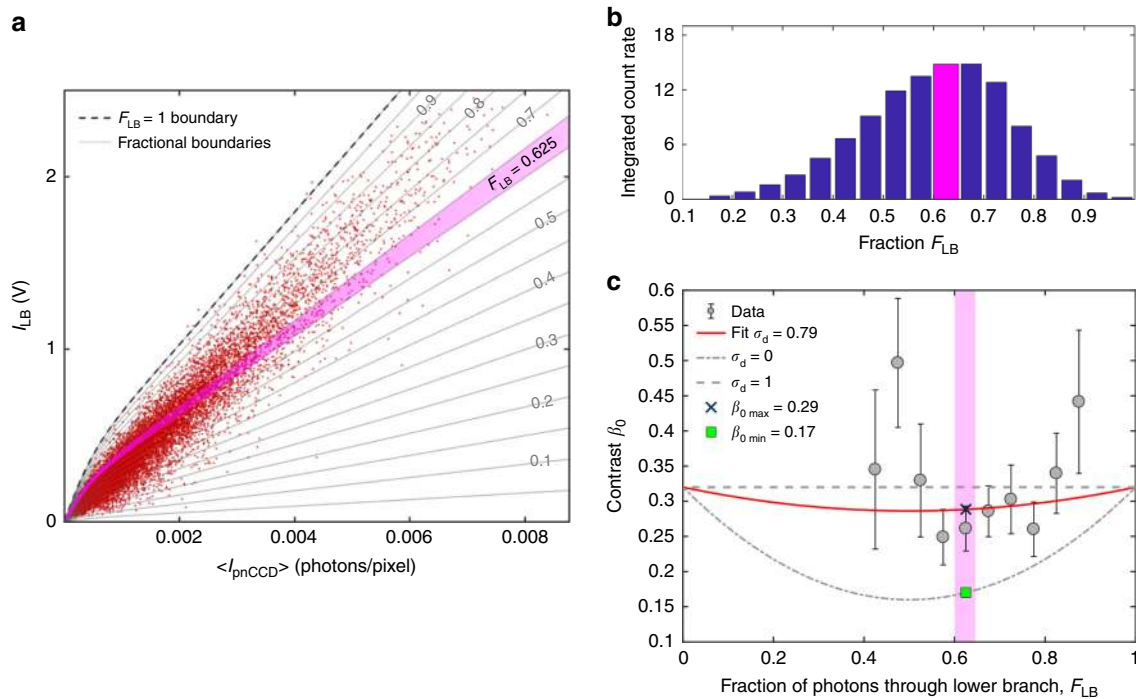 a
F_LB = 1 boundary
Fractional boundaries
0.9
0.8
0.7
F_LB = 0.625
0.5
0.4
0.3
0.2
0.1
2
1
0
I_LB (V)
0.002 0.004 0.006 0.008
<I_pnCCD> (photons/pixel)
b
18
12
6
0
Integrated count rate
0.1 0.2 0.3 0.4 0.5 0.6 0.7 0.8 0.9
Fraction F_LB
c
0.6
0.55
0.5
0.45
0.4
0.35
0.3
0.25
0.2
0.15
0.1
Contrast β_0
Data
Fit σ_d = 0.79
σ_d = 0
σ_d = 1
β_0 max = 0.29
β_0 min = 0.17
0 0.2 0.4 0.6 0.8 1
Fraction of photons through lower branch, F_LB